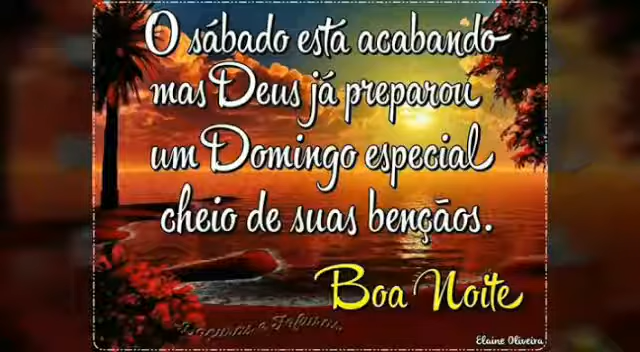 O sábado está acabando
mas Deus já preparou
um Domingo especial
cheio de suas bençãos.
Boa Noite
Elaine Oliveira